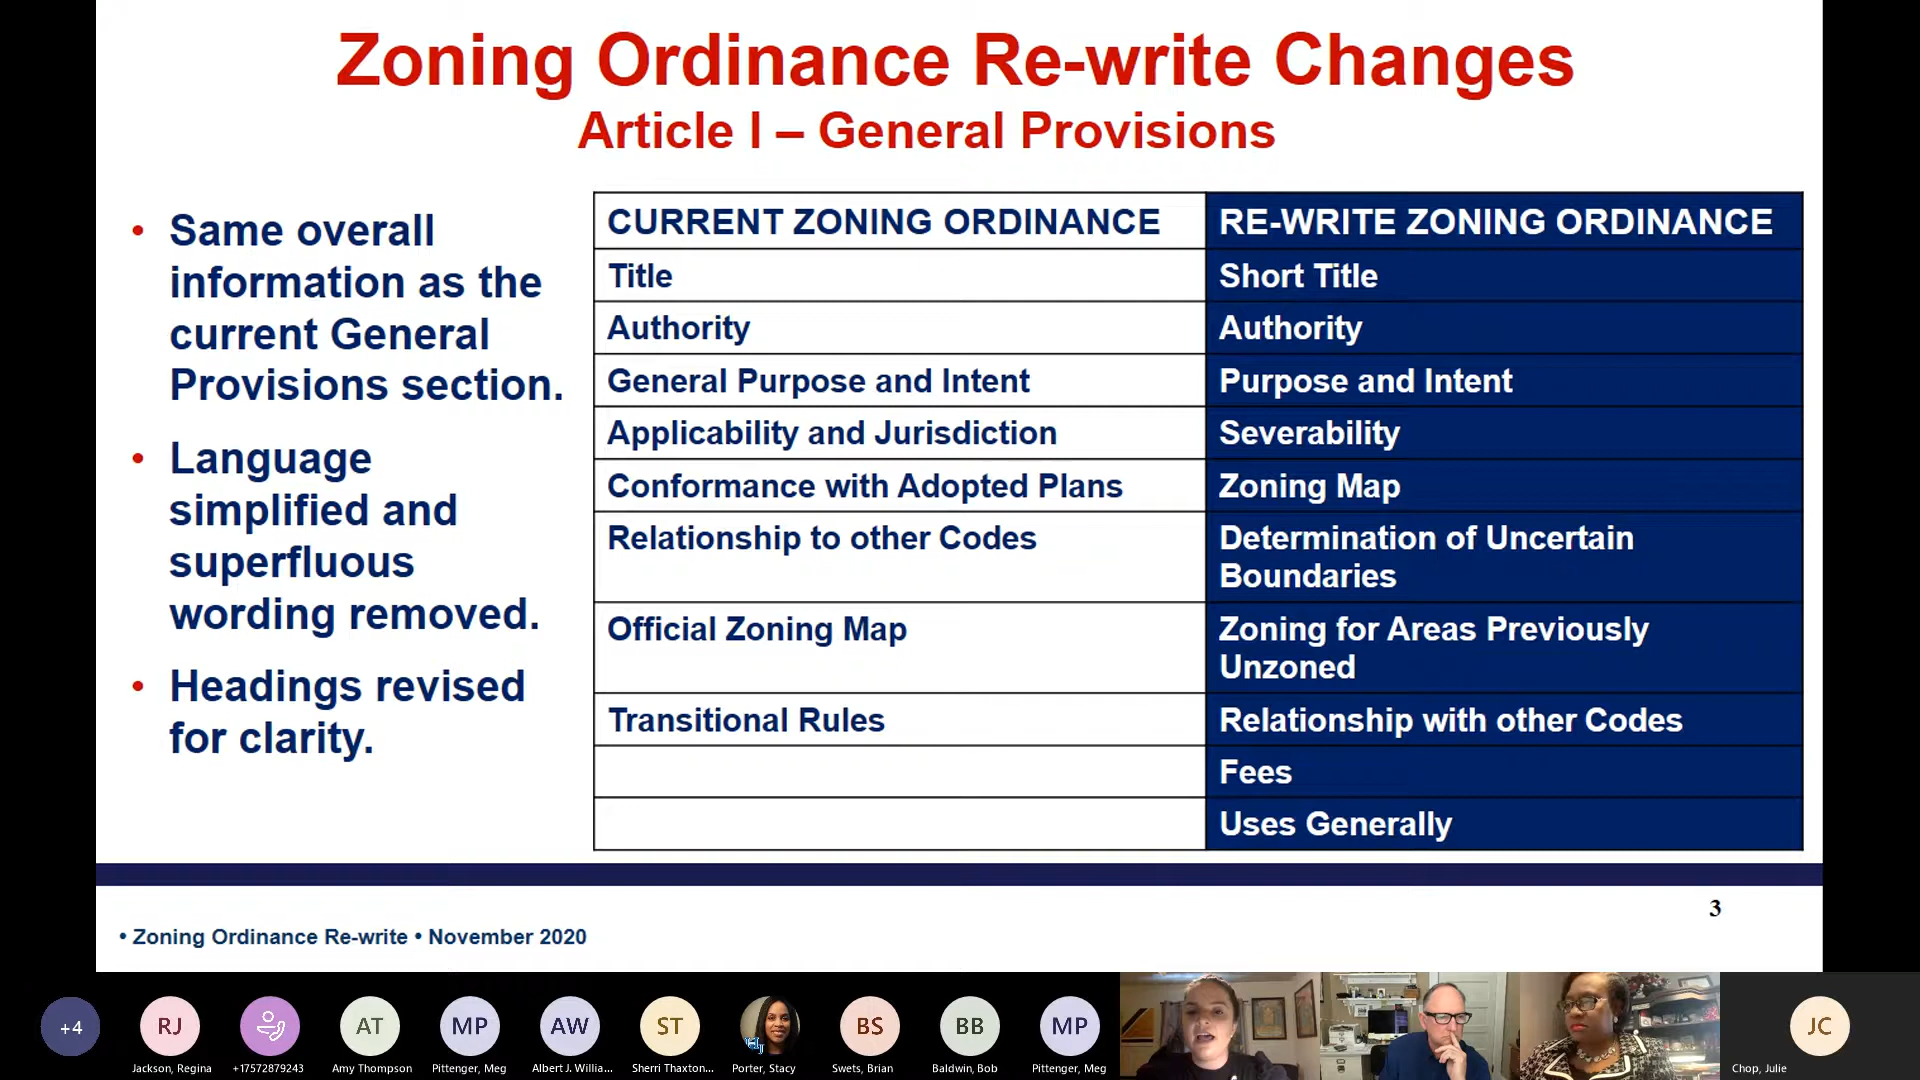 Zoning Ordinance Re-write Changes
Article I – General Provisions
• Same overall
information as the
current General
Provisions section.
• Language
simplified and
superfluous
wording removed.
• Headings revised
for clarity.
CURRENT ZONING ORDINANCE
RE-WRITE ZONING ORDINANCE
Title
Short Title
Authority
Authority
General Purpose and Intent
Purpose and Intent
Applicability and Jurisdiction
Severability
Conformance with Adopted Plans
Zoning Map
Relationship to other Codes
Determination of Uncertain
Boundaries
Official Zoning Map
Zoning for Areas Previously
Unzoned
Transitional Rules
Relationship with other Codes
Fees
Uses Generally
3
• Zoning Ordinance Re-write • November 2020
+4
RJ
AT
MP
AW
ST
BS
BB
MP
JC
Jackson, Regina
+17572879243
Amy Thompson
Pittenger, Meg
Albert J. Willia...
Sherri Thaxton...
Porter, Stacy
Swets, Brian
Baldwin, Bob
Pittenger, Meg
Chop, Julie